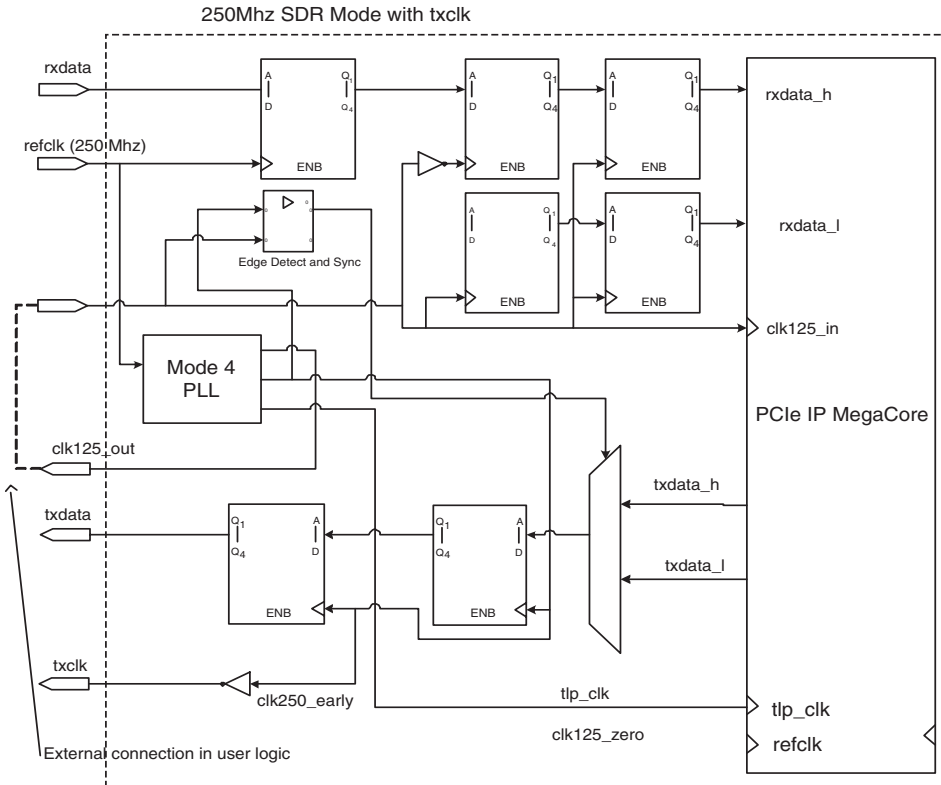 250Mhz SDR Mode with txclk
rxdata
A
D
Q1
Q4
ENB
A
D
Q1
Q4
ENB
A
D
Q1
Q4
ENB
rxdata_h
refclk (250 Mhz)
Edge Detect and Sync
A
D
Q1
Q4
ENB
A
D
Q1
Q4
ENB
rxdata_l
clk125_in
Mode 4
PLL
PCIe IP MegaCore
clk125_out
txdata_h
txdata
Q1
Q4
A
D
ENB
Q1
Q4
A
D
ENB
txdata_l
txclk
clk250_early
tlp_clk
tlp_clk
clk125_zero
refclk
External connection in user logic